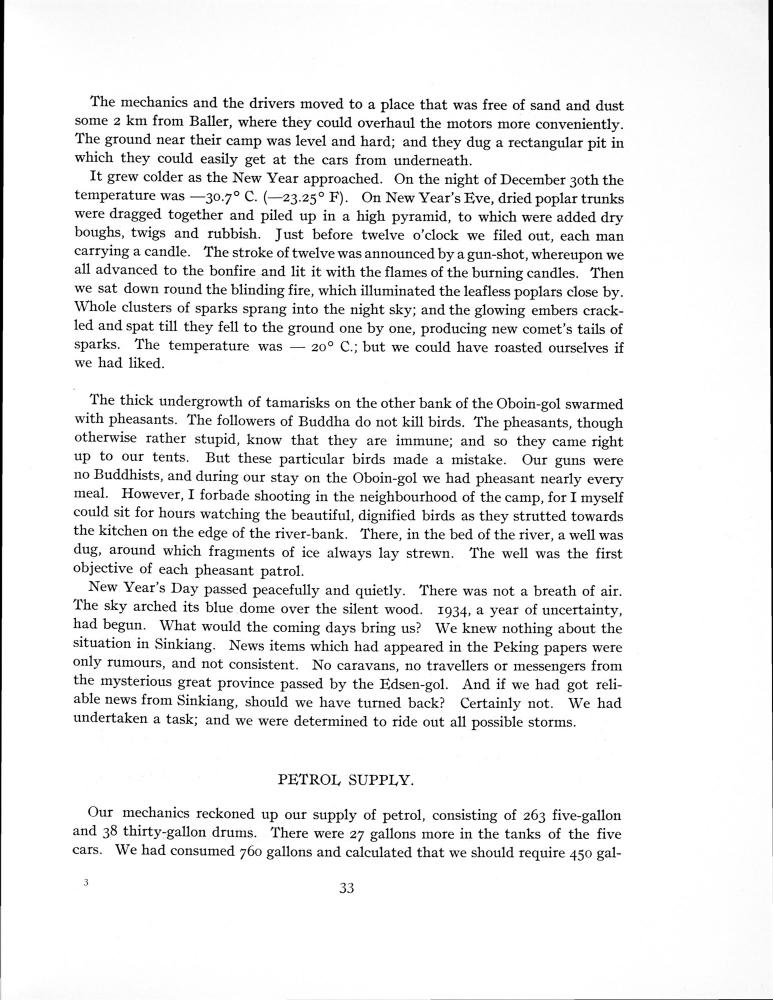 The mechanics and the drivers moved to a place that was free of sand and dust
some 2 km from Baller, where they could overhaul the motors more conveniently.
The ground near their camp was level and hard; and they dug a rectangular pit in
which they could easily get at the cars from underneath.
It grew colder as the New Year approached. On the night of December 30th the
temperature was —30.7° C. (—23.25° F). On New Year's Eve, dried poplar trunks
were dragged together and piled up in a high pyramid, to which were added dry
boughs, twigs and rubbish. Just before twelve o'clock we filed out, each man
carrying a candle. The stroke of twelve was announced by a gun-shot, whereupon we
all advanced to the bonfire and lit it with the flames of the burning candles. Then
we sat down round the blinding fire, which illuminated the leafless poplars close by.
Whole clusters of sparks sprang into the night sky; and the glowing embers crack-
led and spat till they fell to the ground one by one, producing new comet's tails of
sparks. The temperature was — 20° C.; but we could have roasted ourselves if
we had liked.
The thick undergrowth of tamarisks on the other bank of the Oboin-gol swarmed
with pheasants. The followers of Buddha do not kill birds. The pheasants, though
otherwise rather stupid, know that they are immune; and so they came right
up to our tents. But these particular birds made a mistake. Our guns were
no Buddhists, and during our stay on the Oboin-gol we had pheasant nearly every
meal. However, I forbade shooting in the neighbourhood of the camp, for I myself
could sit for hours watching the beautiful, dignified birds as they strutted towards
the kitchen on the edge of the river-bank. There, in the bed of the river, a well was
dug, around which fragments of ice always lay strewn. The well was the first
objective of each pheasant patrol.
New Year's Day passed peacefully and quietly. There was not a breath of air.
The sky arched its blue dome over the silent wood. 1934, a year of uncertainty,
had begun. What would the coming days bring us? We knew nothing about the
situation in Sinkiang. News items which had appeared in the Peking papers were
only rumours, and not consistent. No caravans, no travellers or messengers from
the mysterious great province passed by the Edsen-gol. And if we had got reli-
able news from Sinkiang, should we have turned back? Certainly not. We had
undertaken a task; and we were determined to ride out all possible storms.
PETROL SUPPLY.
Our mechanics reckoned up our supply of petrol, consisting of 263 five-gallon
and 38 thirty-gallon drums. There were 27 gallons more in the tanks of the five
cars. We had consumed 760 gallons and calculated that we should require 450 gal-
3
33